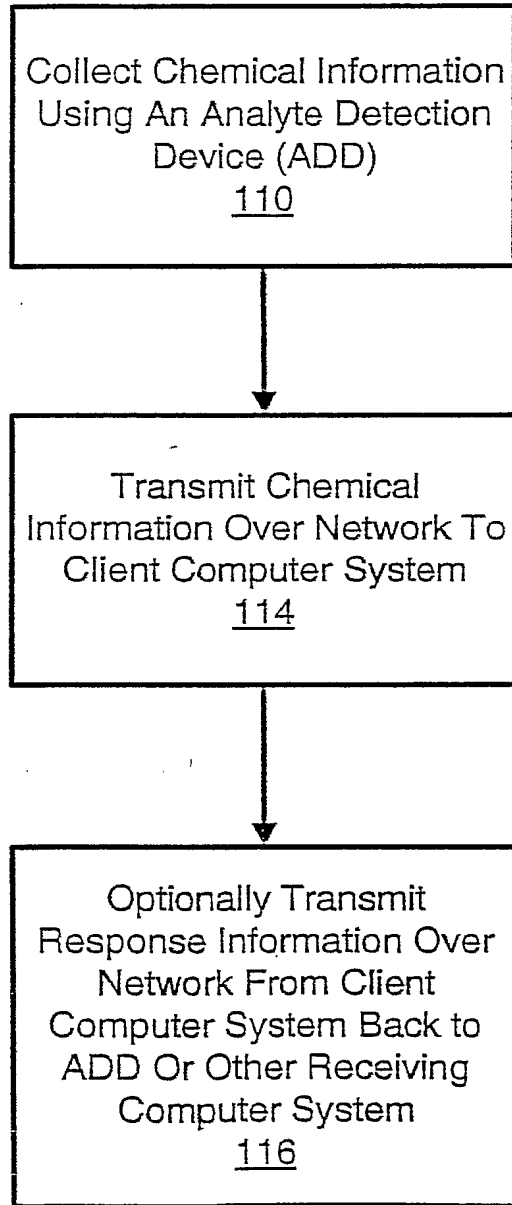 Collect Chemical Information
Using An Analyte Detection
Device (ADD)
110
Transmit Chemical
Information Over Network To
Client Computer System
114
Optionally Transmit
Response Information Over
Network From Client
Computer System Back to
ADD Or Other Receiving
Computer System
116